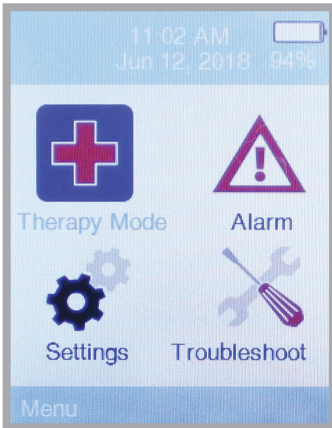 11:02 AM
Jun 12, 2018 94%
Therapy Mode
Alarm
Settings
Troubleshoot
Menu